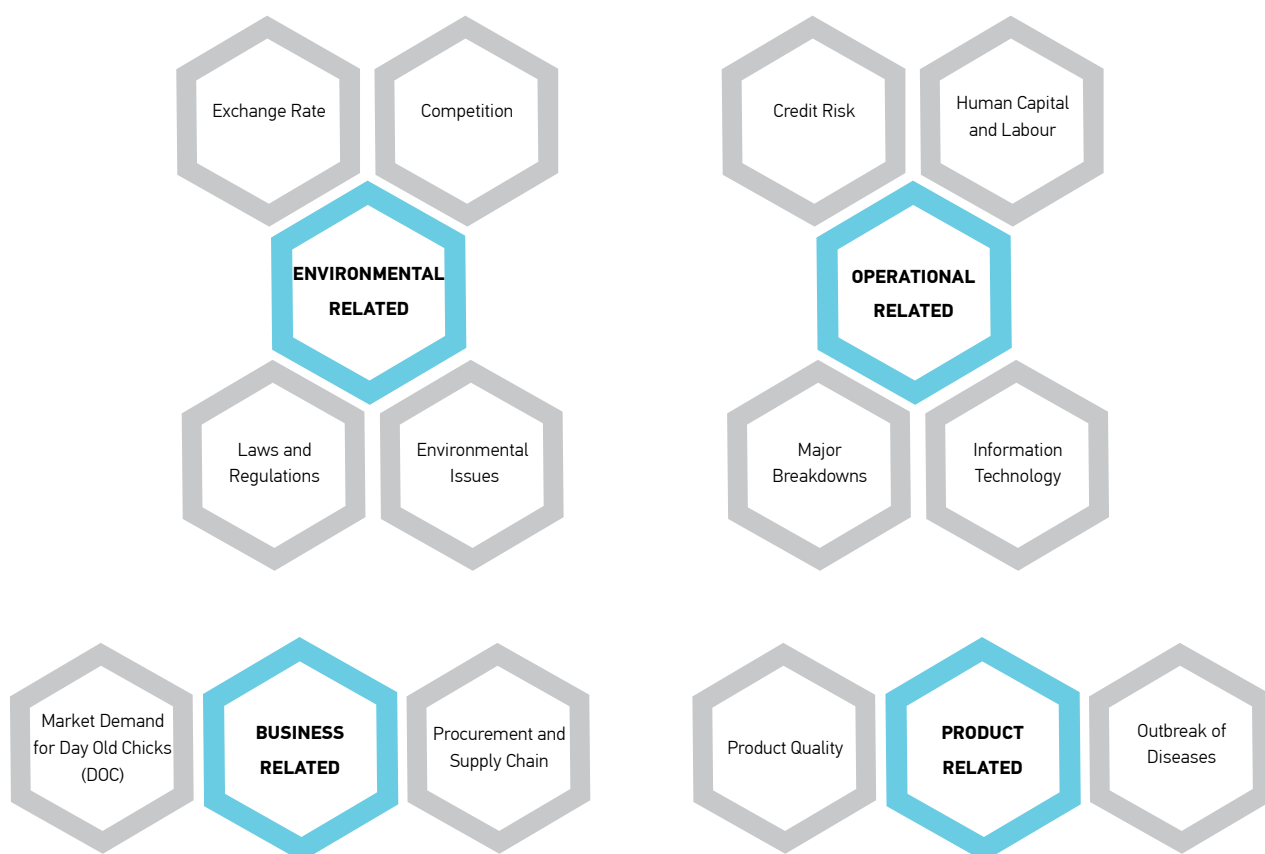 Exchange Rate
Competition
ENVIRONMENTAL
RELATED
Laws and
Regulations
Environmental
Issues
Credit Risk
Human Capital
and Labour
OPERATIONAL
RELATED
Major
Breakdowns
Information
Technology
Market Demand
for Day Old Chicks
(DOC)
BUSINESS
RELATED
Procurement and
Supply Chain
Product Quality
PRODUCT
RELATED
Outbreak of
Diseases